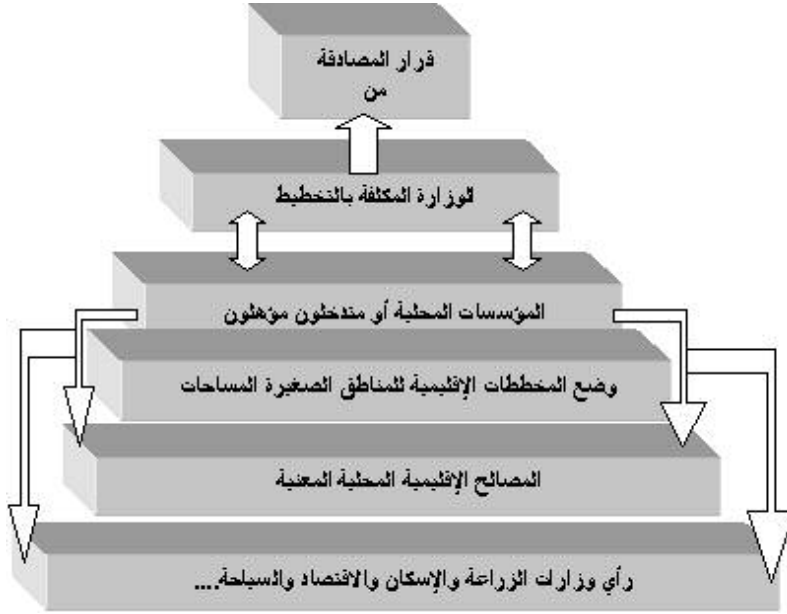 قرار المصادقة
من
الوزارة المكلفة بالتخطيط
المؤسسات المحلية أو متدخلون مؤهلون
وضع المخططات الإقليمية للمناطق الصغيرة المساحات
المصالح الإقليمية المحلية المعنية
رأي وزارات الزراعة والإسكان والاقتصاد والسياحة....